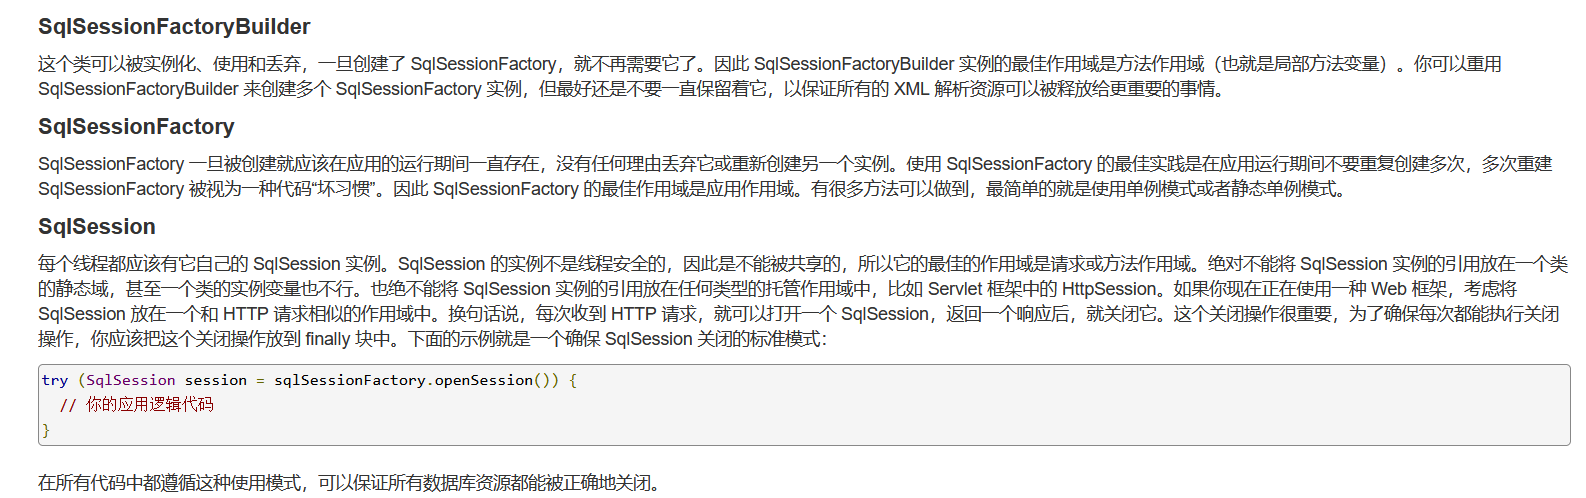 SqlSessionFactoryBuilder
这个类可以被实例化、使用和丢弃，一旦创建了 SqlSessionFactory，就不再需要它了。因此 SqlSessionFactoryBuilder 实例的最佳作用域是方法作用域（也就是局部方法变量）。你可以重用
SqlSessionFactoryBuilder 来创建多个 SqlSessionFactory 实例，但最好还是不要一直保留着它，以保证所有的 XML 解析资源可以被释放给更重要的事情。
SqlSessionFactory
SqlSessionFactory 一旦被创建就应该在应用的运行期间一直存在，没有任何理由丢弃它或重新创建另一个实例。使用 SqlSessionFactory 的最佳实践是在应用运行期间不要重复创建多次，多次重建
SqlSessionFactory 被视为一种代码“坏习惯”。因此 SqlSessionFactory 的最佳作用域是应用作用域。有很多方法可以做到，最简单的就是使用单例模式或者静态单例模式。
SqlSession
每个线程都应该有它自己的 SqlSession 实例。SqlSession 的实例不是线程安全的，因此是不能被共享的，所以它的最佳的作用域是请求或方法作用域。绝对不能将 SqlSession 实例的引用放在一个类
的静态域，甚至一个类的实例变量也不行。也绝不能将 SqlSession 实例的引用放在任何类型的托管作用域中，比如 Servlet 框架中的 HttpSession。如果你现在正在使用一种 Web 框架，考虑将
SqlSession 放在一个和 HTTP 请求相似的作用域中。换句话说，每次收到 HTTP 请求，就可以打开一个 SqlSession，返回一个响应后，就关闭它。这个关闭操作很重要，为了确保每次都能执行关闭
操作，你应该把这个关闭操作放到 finally 块中。下面的示例就是一个确保 SqlSession 关闭的标准模式：
try (SqlSession session = sqlSessionFactory.openSession()) {
  // 你的应用逻辑代码
}
在所有代码中都遵循这种使用模式，可以保证所有数据库资源都能被正确地关闭。